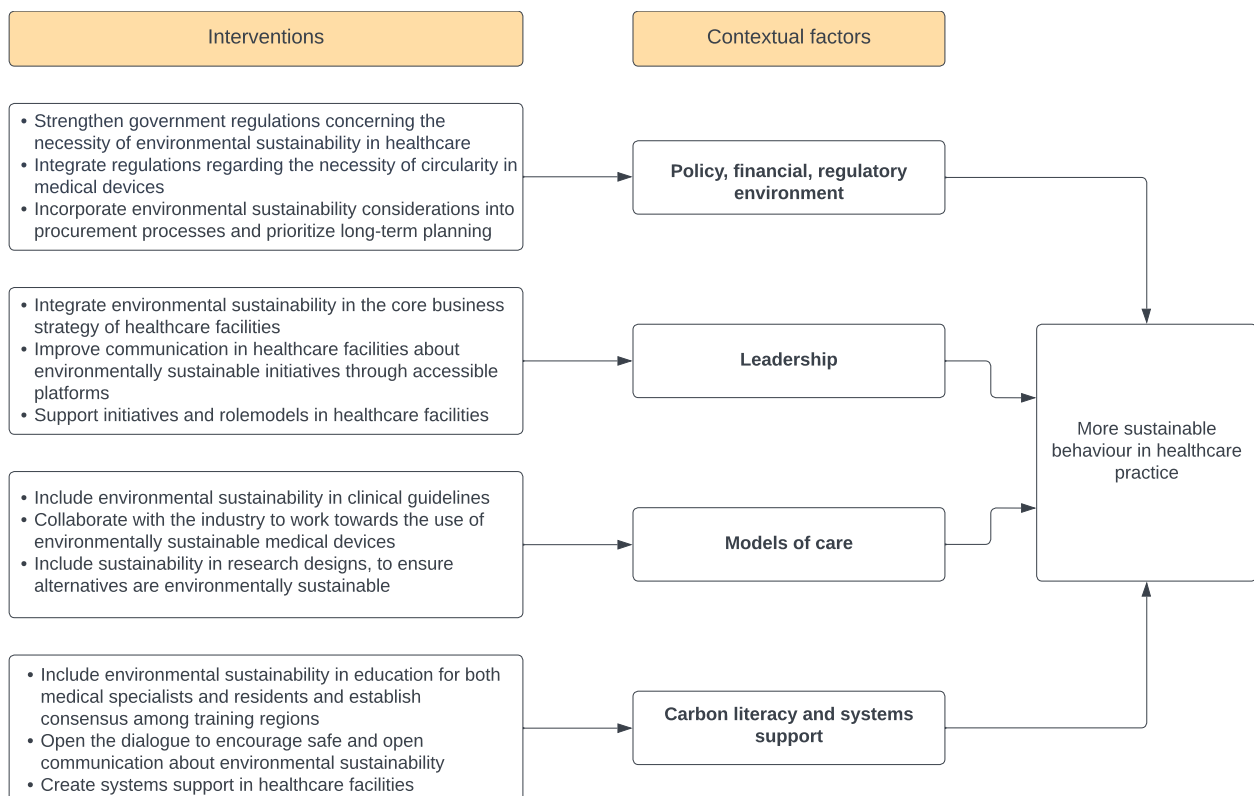 Interventions
Contextual factors
• Strengthen government regulations concerning the
necessity of environmental sustainability in healthcare
• Integrate regulations regarding the necessity of circularity in
medical devices
• Incorporate environmental sustainability considerations into
procurement processes and prioritize long-term planning
Policy, financial, regulatory
environment
• Integrate environmental sustainability in the core business
strategy of healthcare facilities
• Improve communication in healthcare facilities about
environmentally sustainable initiatives through accessible
platforms
• Support initiatives and rolemodels in healthcare facilities
Leadership
More sustainable
behaviour in healthcare
practice
• Include environmental sustainability in clinical guidelines
• Collaborate with the industry to work towards the use of
environmentally sustainable medical devices
• Include sustainability in research designs, to ensure
alternatives are environmentally sustainable
Models of care
• Include environmental sustainability in education for both
medical specialists and residents and establish
consensus among training regions
• Open the dialogue to encourage safe and open
communication about environmental sustainability
• Create systems support in healthcare facilities
Carbon literacy and systems
support